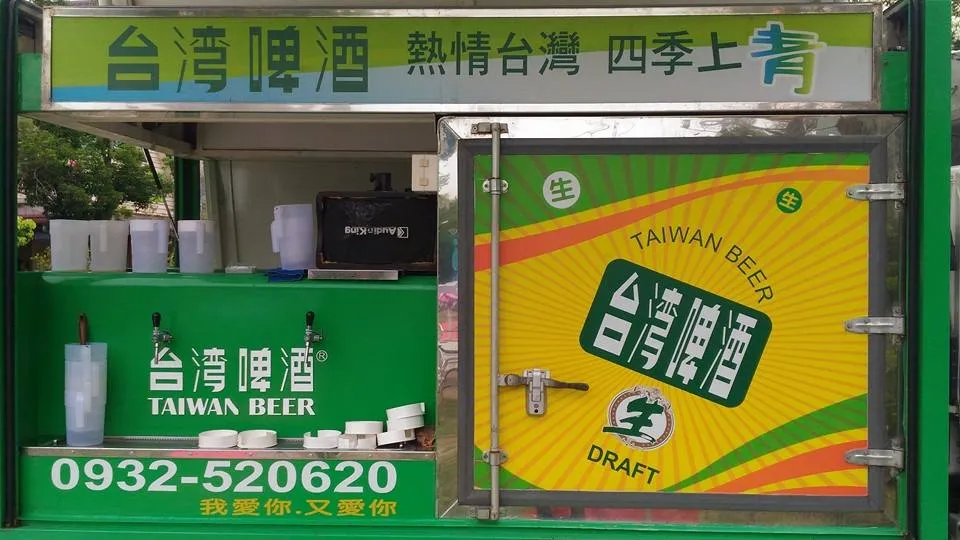 台湾啤酒 熱情台灣 四季上青
AudioKing
台湾啤酒®
TAIWAN BEER
0932-520620
我愛你.又愛你
生 生
TAIWAN BEER
台湾啤酒
生
DRAFT